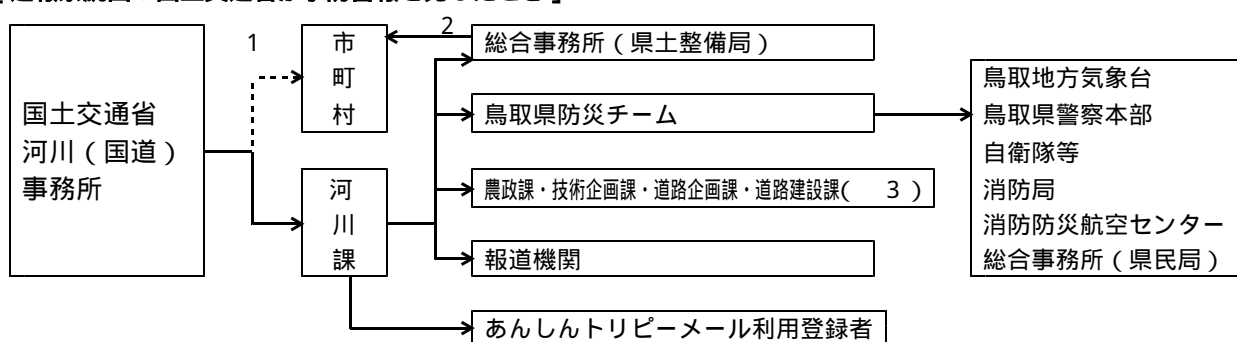 国土交通省
河川（国道）
事務所
1
市
町
村
2
総合事務所（県土整備局）
鳥取県防災チーム
河
川
課
農政課・技術企画課・道路企画課・道路建設課(　3 )
報道機関
あんしんトリピーメール利用登録者
鳥取地方気象台
鳥取県警察本部
自衛隊等
消防局
消防防災航空センター
総合事務所（県民局）